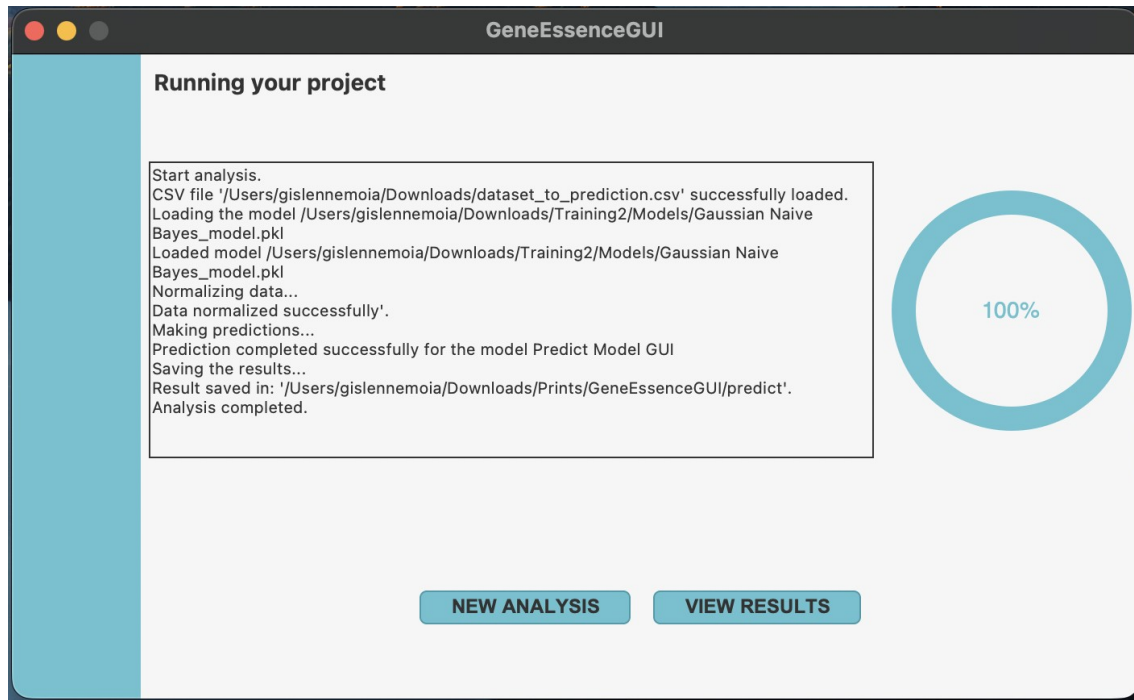 GeneEssenceGUI
Running your project
Start analysis.
CSV file '/Users/gislennemoia/Downloads/dataset_to_prediction.csv' successfully loaded.
Loading the model /Users/gislennemoia/Downloads/Training2/Models/Gaussian Naive
Bayes_model.pkl
Loaded model /Users/gislennemoia/Downloads/Training2/Models/Gaussian Naive
Bayes_model.pkl
Normalizing data...
Data normalized successfully'.
Making predictions...
Prediction completed successfully for the model Predict Model GUI
Saving the results...
Result saved in: '/Users/gislennemoia/Downloads/Prints/GeneEssenceGUI/predict'.
Analysis completed.
100%
NEW ANALYSIS
VIEW RESULTS